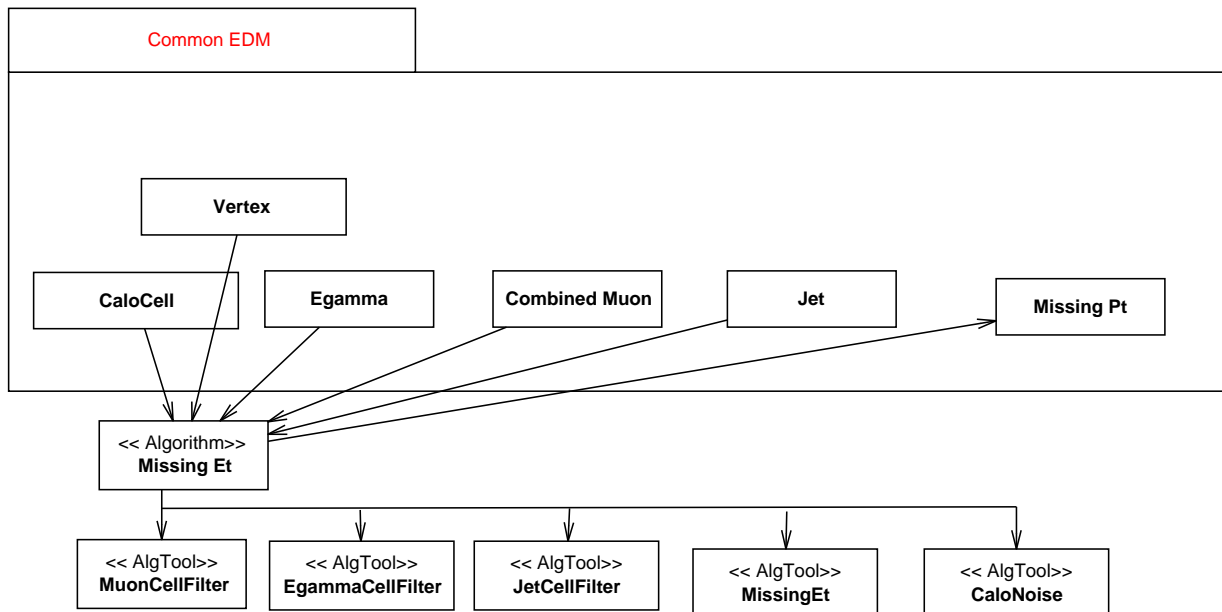 Common EDM
Vertex
CaloCell
Egamma
Combined Muon
Jet
Missing Pt
<< Algorithm>>
Missing Et
<< AlgTool>>
MuonCellFilter
<< AlgTool>>
EgammaCellFilter
<< AlgTool>>
JetCellFilter
<< AlgTool>>
MissingEt
<< AlgTool>>
CaloNoise